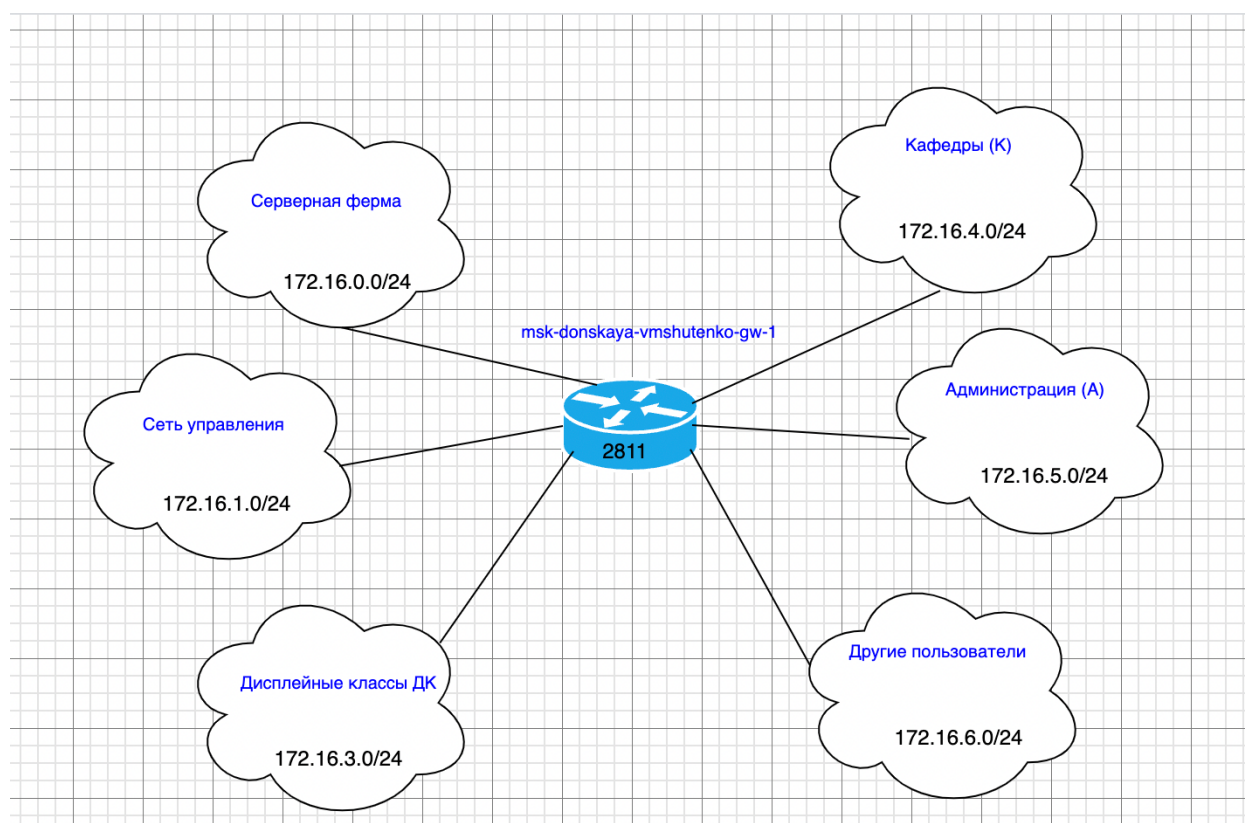 Кафедры (К)
172.16.4.0/24
Серверная ферма
172.16.0.0/24
msk-donskaya-vmshutenko-gw-1
2811
Сеть управления
172.16.1.0/24
Администрация (А)
172.16.5.0/24
Дисплейные классы ДК
172.16.3.0/24
Другие пользователи
172.16.6.0/24